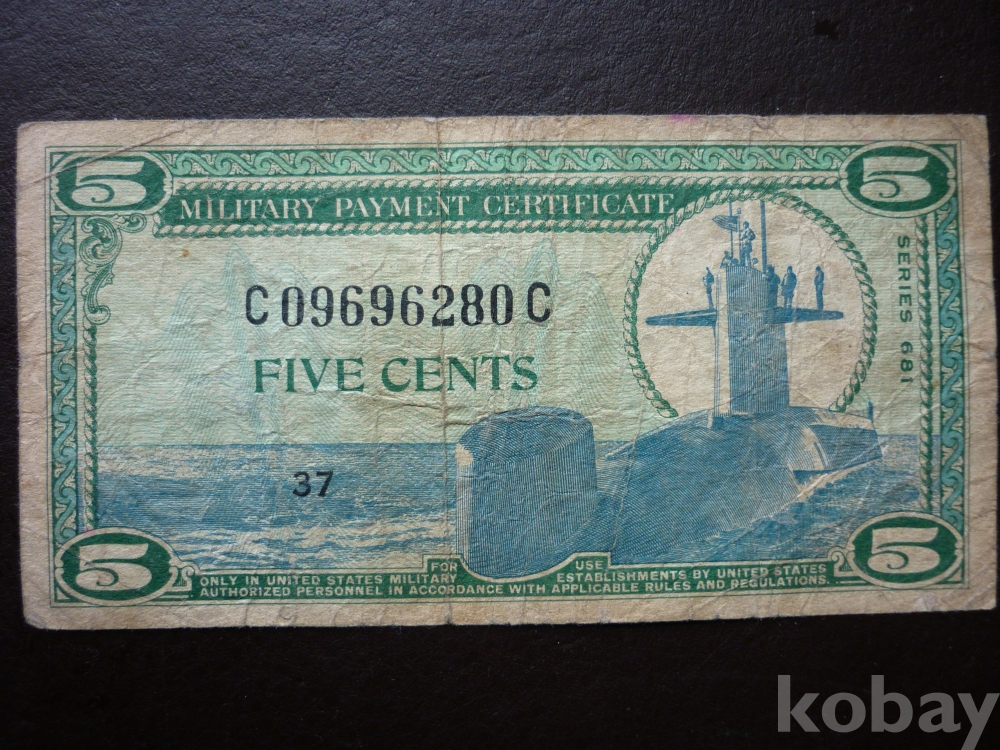 5 5
MILITARY PAYMENT CERTIFICATE
SERIES 681
C09696280C
FIVE CENTS
37
5 5
FOR USE
ONLY IN UNITED STATES MILITARY ESTABLISHMENTS BY UNITED STATES
AUTHORIZED PERSONNEL IN ACCORDANCE WITH APPLICABLE RULES AND REGULATIONS.
kobay